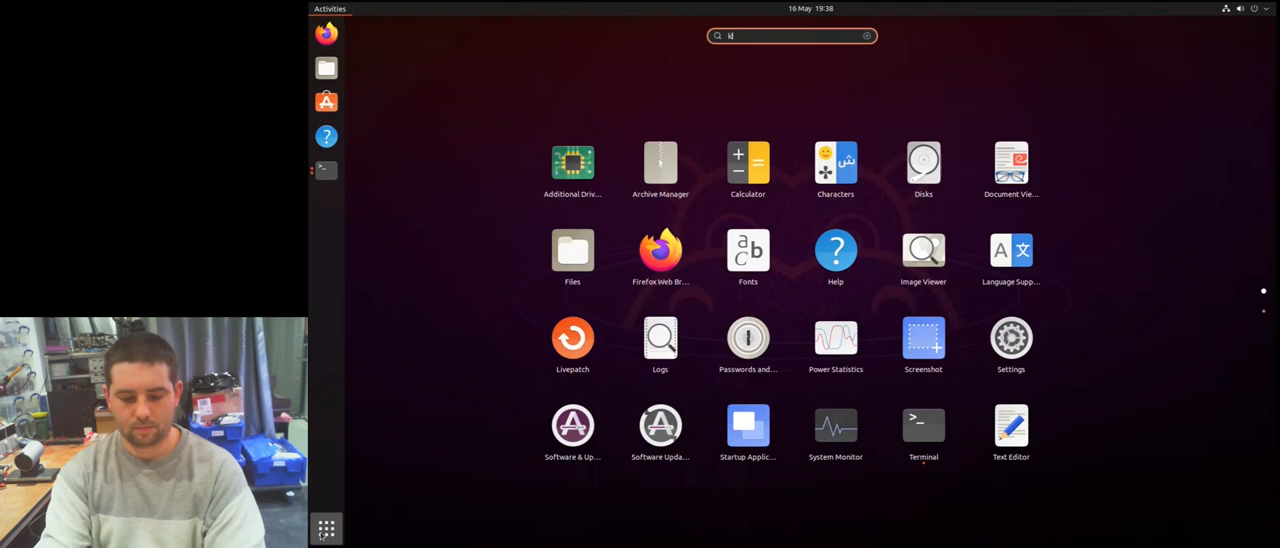 Activities
16 May 19:38
k
Additional Driv...
Archive Manager
Calculator
Characters
Disks
Document Vie...
Files
Firefox Web Br...
Fonts
Help
Image Viewer
Language Supp...
Livepatch
Logs
Passwords and...
Power Statistics
Screenshot
Settings
Software & Up...
Software Upda...
Startup Applic...
System Monitor
Terminal
Text Editor